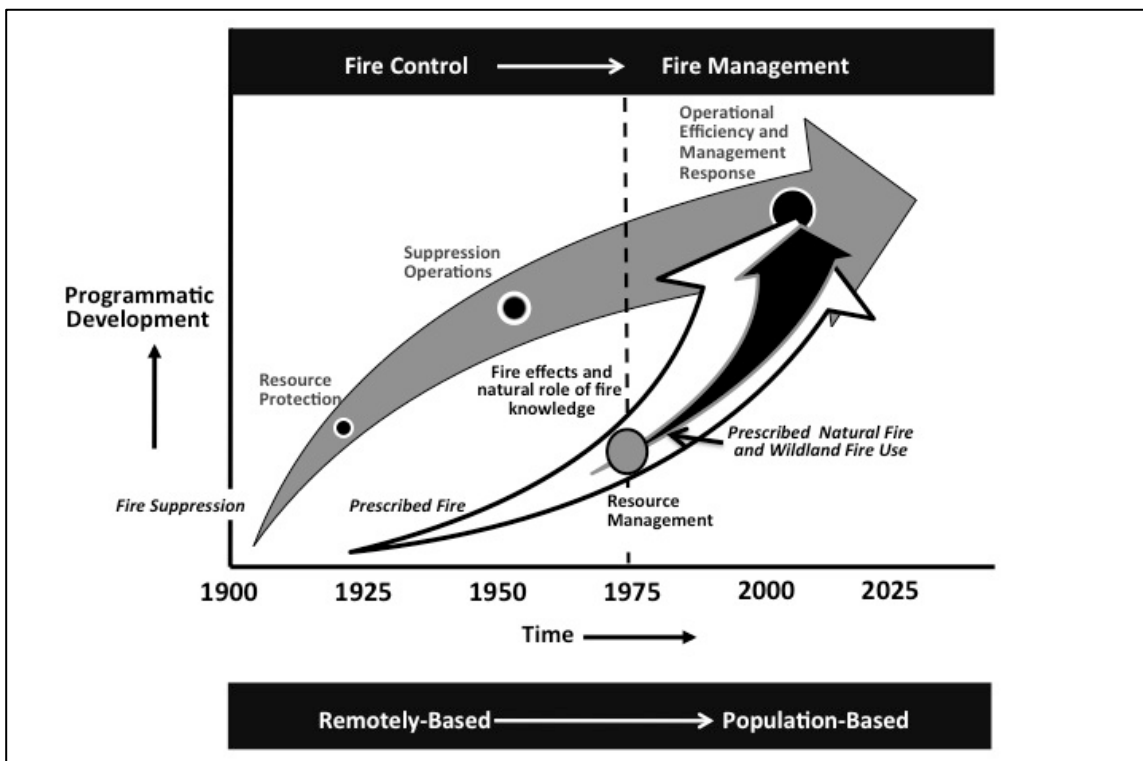 Fire Control
Fire Management
Operational
Efficiency and
Management
Response
Suppression
Operations
Programmatic
Development
Resource
Protection
Fire effects and
natural role of fire
knowledge
Prescribed  Natural Fire
and Wildland Fire Use
Fire Suppression
Prescribed Fire
Resource
Management
1900 1925 1950 1975 2000 2025
Time
Remotely-Based
Population-Based